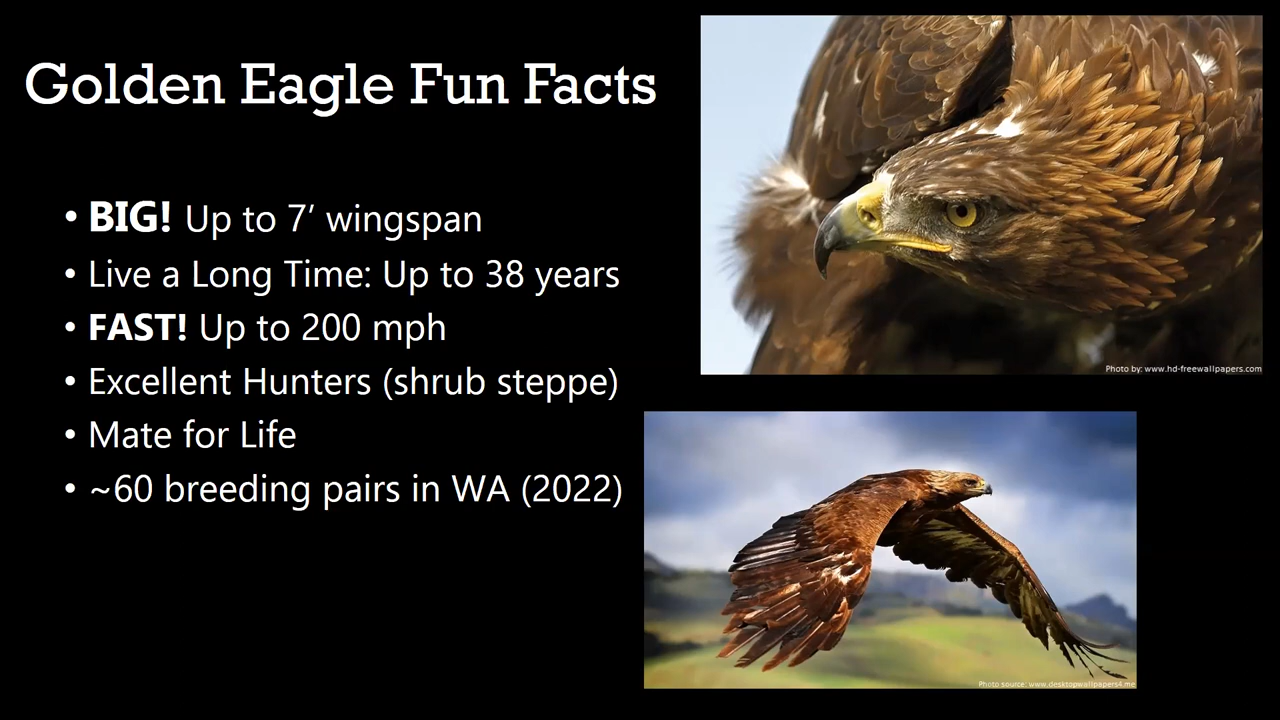 Golden Eagle Fun Facts
• BIG! Up to 7’ wingspan
• Live a Long Time: Up to 38 years
• FAST! Up to 200 mph
• Excellent Hunters (shrub steppe)
• Mate for Life
• ~60 breeding pairs in WA (2022)
Photo by: www.hd-freewallpapers.com
Photo source: www.desktopwallpapers4.me